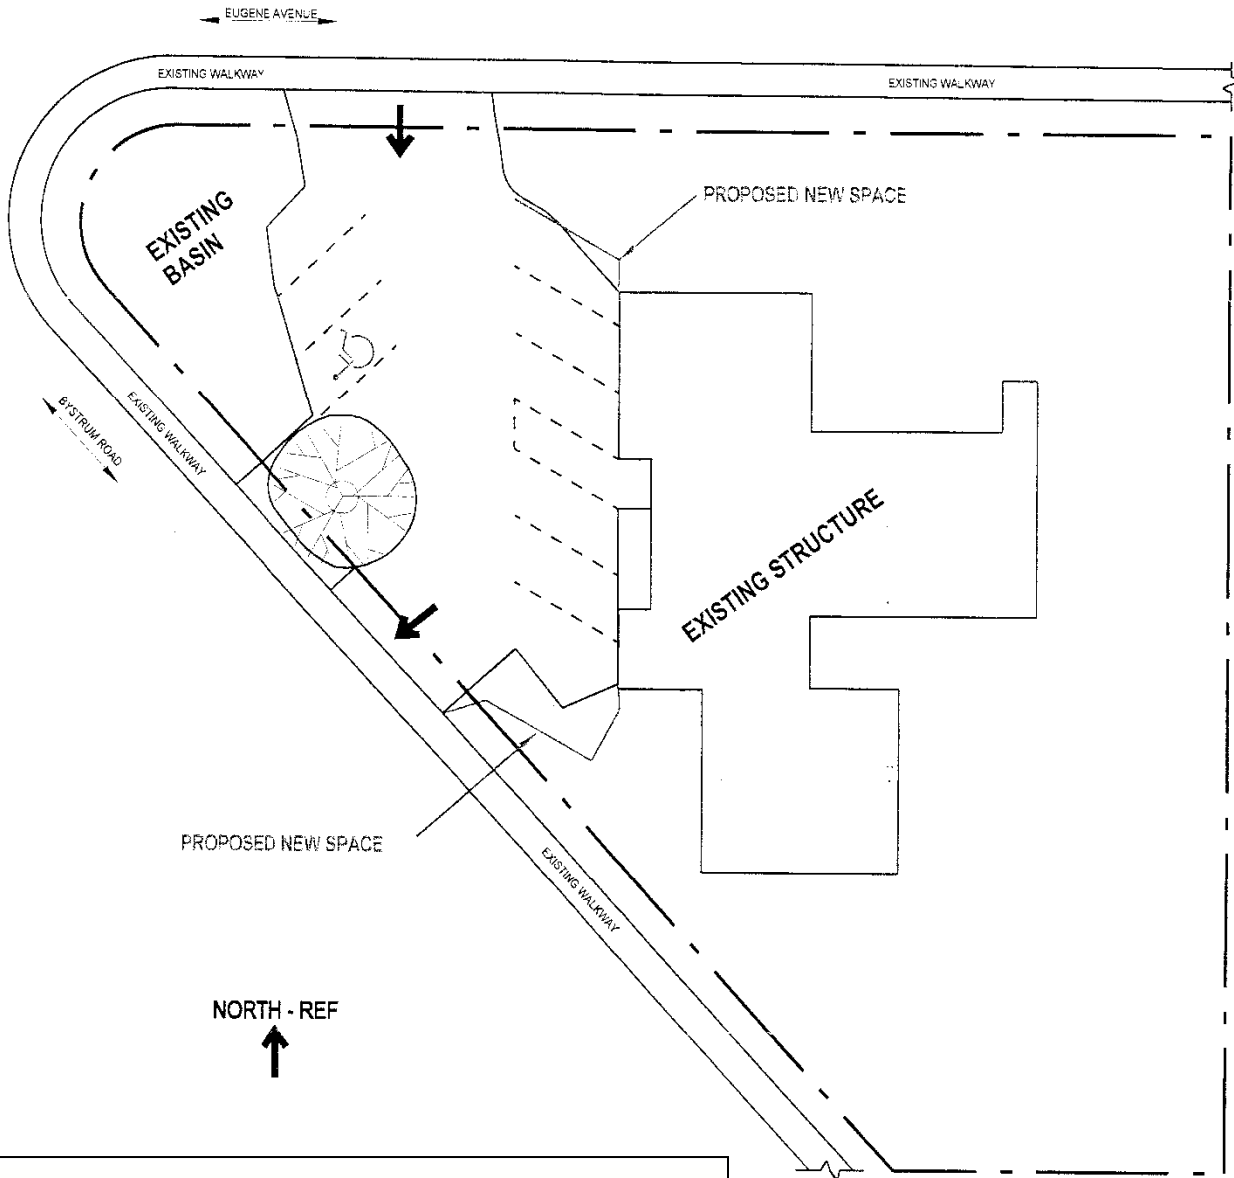 EUGENE AVENUE
EXISTING WALKWAY
EXISTING WALKWAY
PROPOSED NEW SPACE
EXISTING
BASIN
BYSTRUM ROAD
EXISTING WALKWAY
EXISTING STRUCTURE
PROPOSED NEW SPACE
EXISTING WALKWAY
NORTH - REF